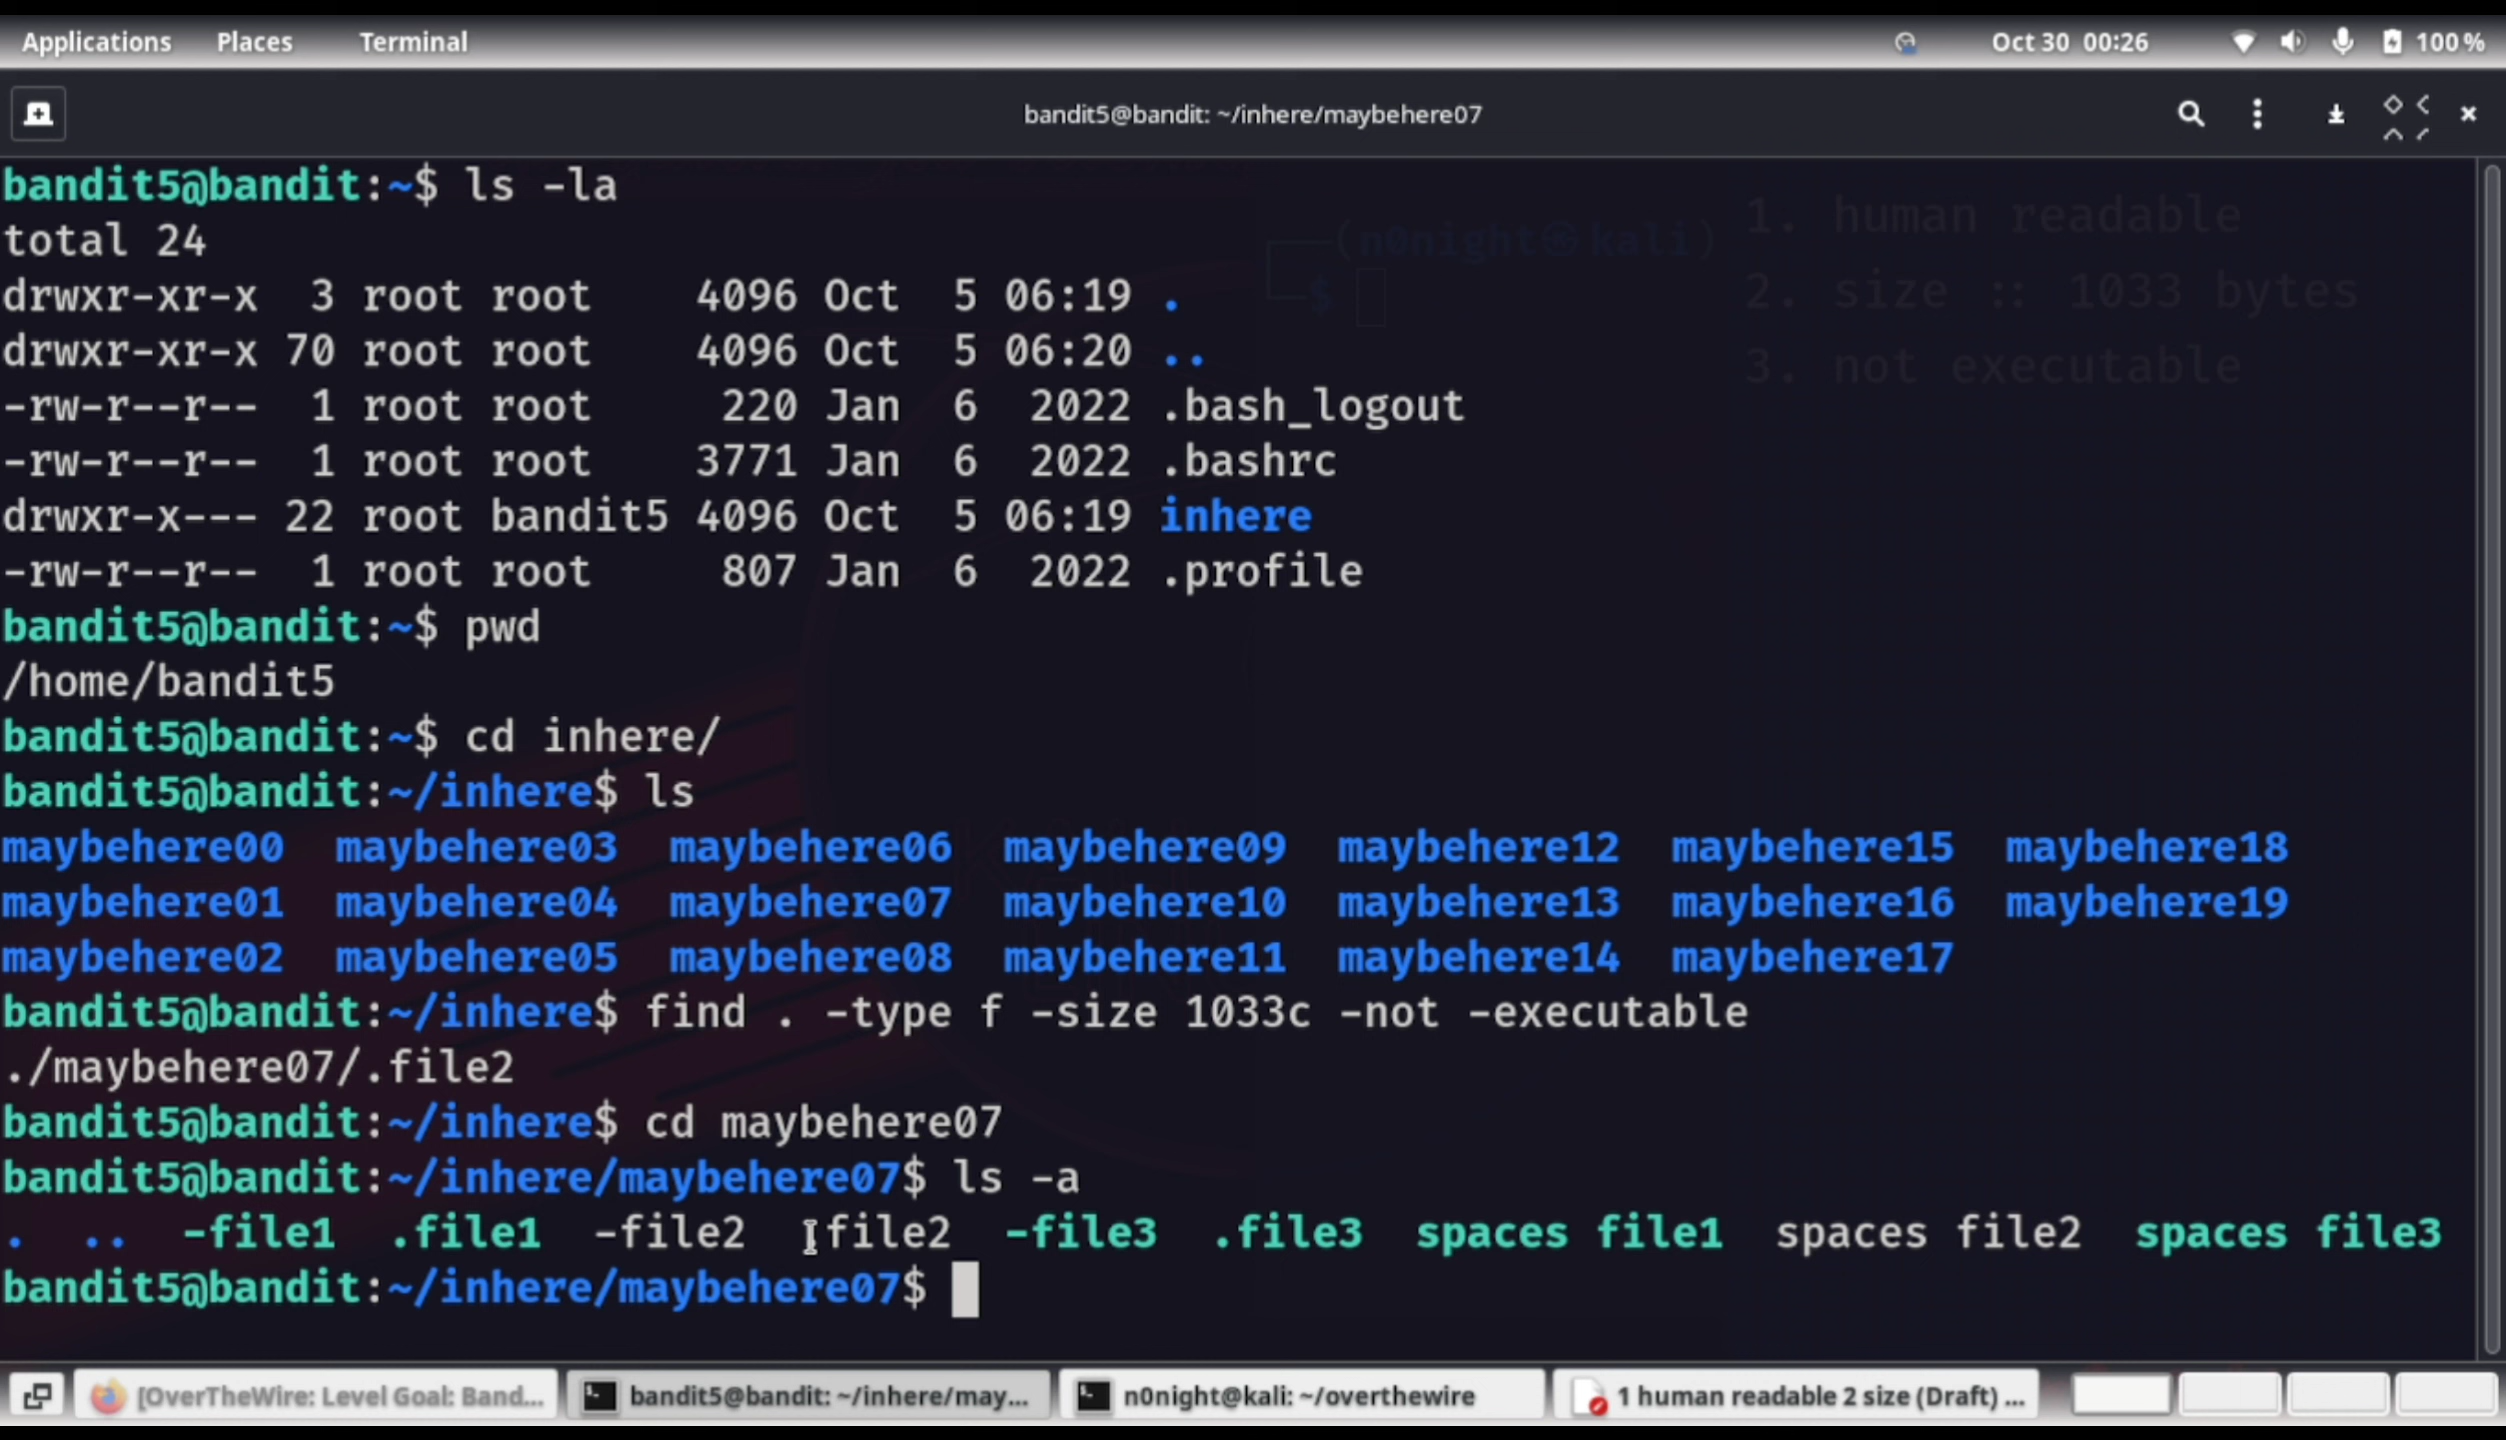 Applications Places Terminal Oct 30 00:26 100%
bandit5@bandit: ~/inhere/maybehere07
bandit5@bandit:~$ ls -la
total 24
drwxr-xr-x  3 root root    4096 Oct  5 06:19 .
drwxr-xr-x 70 root root    4096 Oct  5 06:20 ..
-rw-r--r--  1 root root     220 Jan  6  2022 .bash_logout
-rw-r--r--  1 root root    3771 Jan  6  2022 .bashrc
drwxr-x--- 22 root bandit5 4096 Oct  5 06:19 inhere
-rw-r--r--  1 root root     807 Jan  6  2022 .profile
(n0night㉿kali)
$
1. human readable
2. size :: 1033 bytes
3. not executable
bandit5@bandit:~$ pwd
/home/bandit5
bandit5@bandit:~$ cd inhere/
bandit5@bandit:~/inhere$ ls
maybehere00  maybehere03  maybehere06  maybehere09  maybehere12  maybehere15  maybehere18
maybehere01  maybehere04  maybehere07  maybehere10  maybehere13  maybehere16  maybehere19
maybehere02  maybehere05  maybehere08  maybehere11  maybehere14  maybehere17
bandit5@bandit:~/inhere$ find . -type f -size 1033c -not -executable
./maybehere07/.file2
bandit5@bandit:~/inhere$ cd maybehere07
bandit5@bandit:~/inhere/maybehere07$ ls -a
.  ..  -file1  .file1  -file2  .file2  -file3  .file3  spaces file1  spaces file2  spaces file3
bandit5@bandit:~/inhere/maybehere07$
[OverTheWire: Level Goal: Band... bandit5@bandit: ~/inhere/may... n0night@kali: ~/overthewire 1 human readable 2 size (Draft) ...